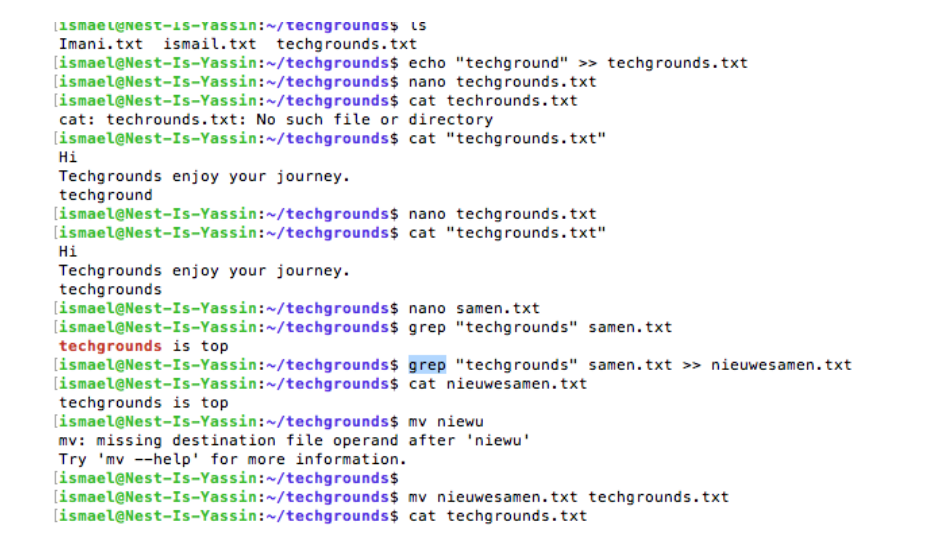 [ismael@Nest-Is-Yassin:~/techgrounds$ ls
Imani.txt  ismail.txt  techgrounds.txt
[ismael@Nest-Is-Yassin:~/techgrounds$ echo "techground" >> techgrounds.txt
[ismael@Nest-Is-Yassin:~/techgrounds$ nano techgrounds.txt
[ismael@Nest-Is-Yassin:~/techgrounds$ cat techrounds.txt
cat: techrounds.txt: No such file or directory
[ismael@Nest-Is-Yassin:~/techgrounds$ cat "techgrounds.txt"
Hi
Techgrounds enjoy your journey.
techground
[ismael@Nest-Is-Yassin:~/techgrounds$ nano techgrounds.txt
[ismael@Nest-Is-Yassin:~/techgrounds$ cat "techgrounds.txt"
Hi
Techgrounds enjoy your journey.
techgrounds
[ismael@Nest-Is-Yassin:~/techgrounds$ nano samen.txt
[ismael@Nest-Is-Yassin:~/techgrounds$ grep "techgrounds" samen.txt
techgrounds is top
[ismael@Nest-Is-Yassin:~/techgrounds$ grep "techgrounds" samen.txt >> nieuwesamen.txt
[ismael@Nest-Is-Yassin:~/techgrounds$ cat nieuwesamen.txt
techgrounds is top
[ismael@Nest-Is-Yassin:~/techgrounds$ mv niewu
mv: missing destination file operand after 'niewu'
Try 'mv --help' for more information.
[ismael@Nest-Is-Yassin:~/techgrounds$
[ismael@Nest-Is-Yassin:~/techgrounds$ mv nieuwesamen.txt techgrounds.txt
[ismael@Nest-Is-Yassin:~/techgrounds$ cat techgrounds.txt